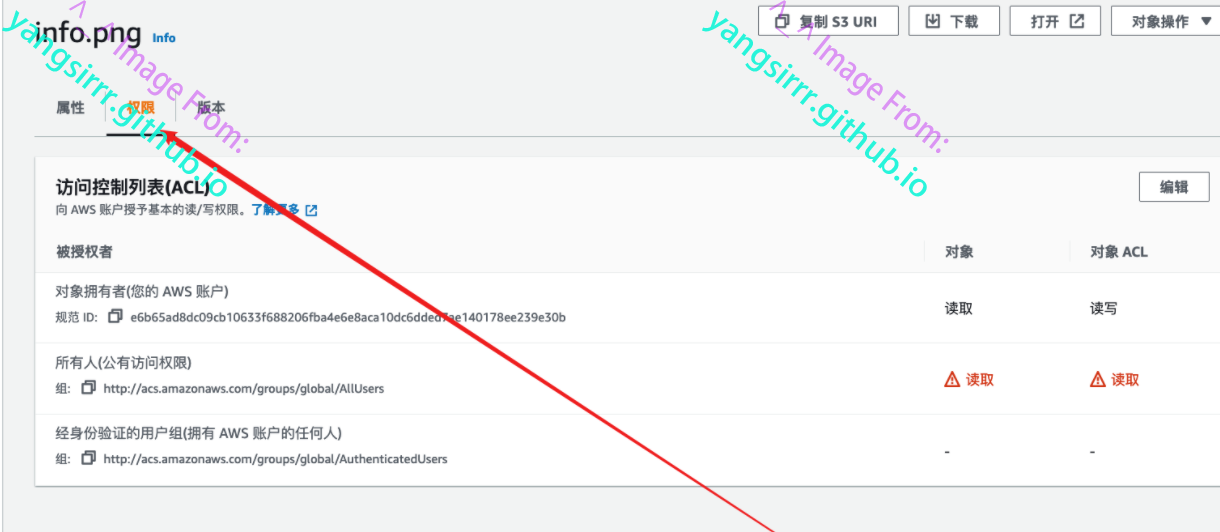 info.png Info
复制 S3 URI 下载 打开 对象操作
属性 权限 版本
访问控制列表(ACL)
编辑
向 AWS 账户授予基本的读/写权限。了解更多
被授权者 对象 对象 ACL
对象拥有者(您的 AWS 账户)
规范 ID: e6b65ad8dc09cb10633f688206fba4e6e8aca10dc6dded7ae140178ee239e30b
读取 读写
所有人(公有访问权限)
组: http://acs.amazonaws.com/groups/global/AllUsers
读取 读取
经身份验证的用户组(拥有 AWS 账户的任何人)
组: http://acs.amazonaws.com/groups/global/AuthenticatedUsers
- -
^_^ Image From:
yangsirrr.github.io
^_^ Image From:
yangsirrr.github.io